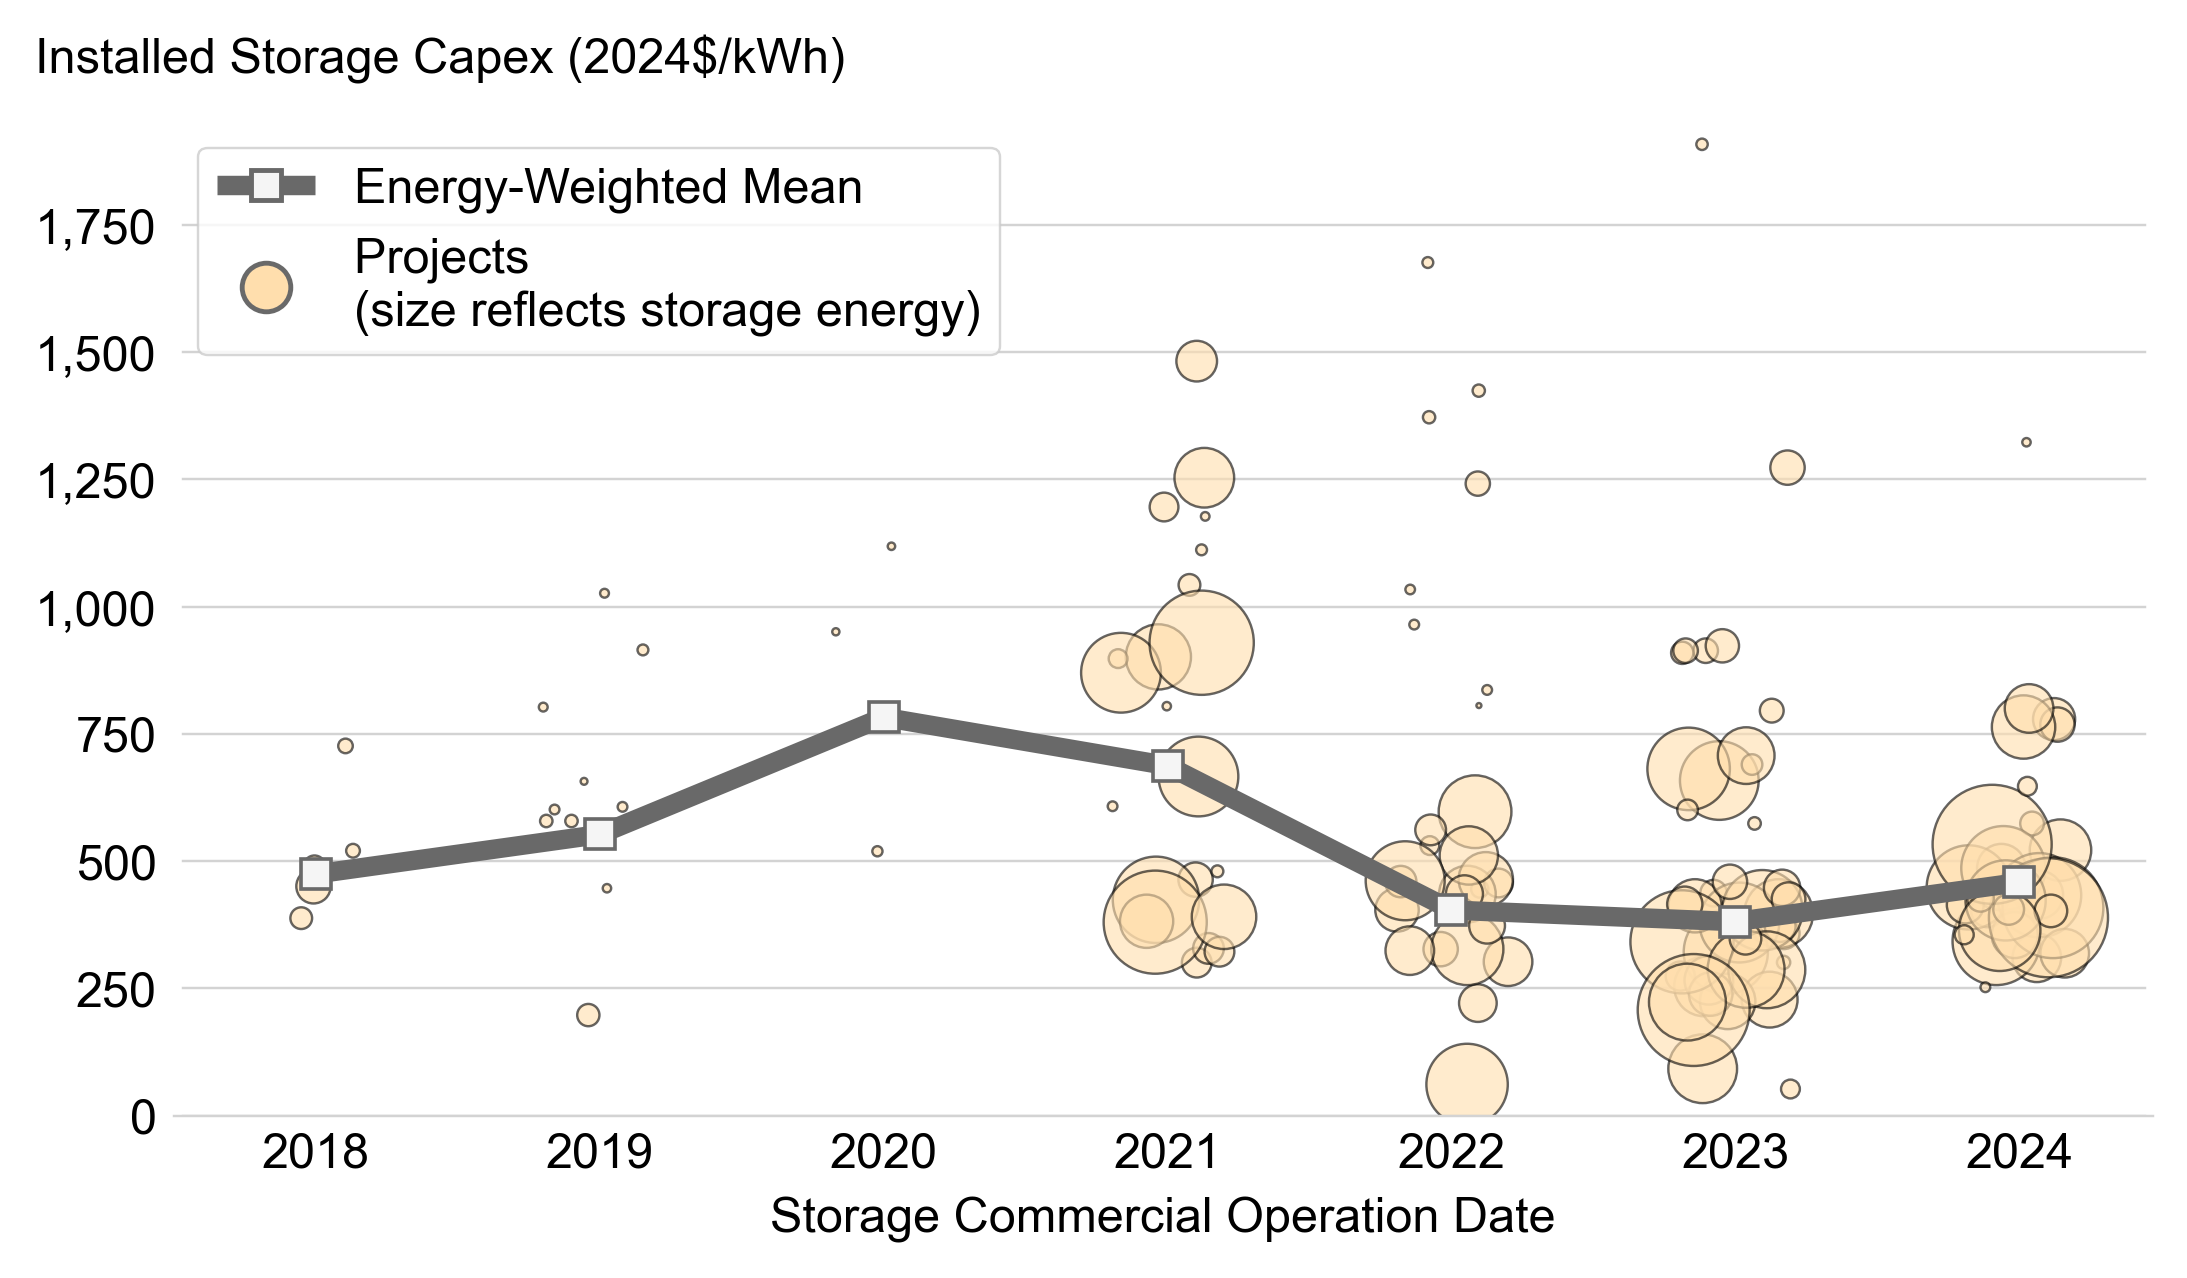 Installed Storage Capex (2024$/kWh)
Energy-Weighted Mean
Projects
(size reflects storage energy)
1,750
1,500
1,250
1,000
750
500
250
0
2018 2019 2020 2021 2022 2023 2024
Storage Commercial Operation Date